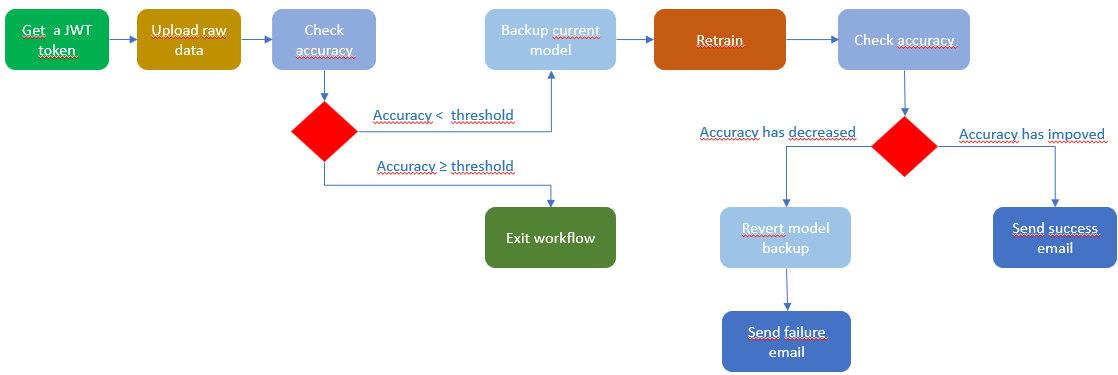 Get  a JWT
token
Upload raw
data
Check
accuracy
Backup current
model
Retrain
Check accuracy
Accuracy <  threshold
Accuracy ≥ threshold
Exit workflow
Accuracy has decreased
Accuracy has impoved
Revert model
backup
Send success
email
Send failure
email